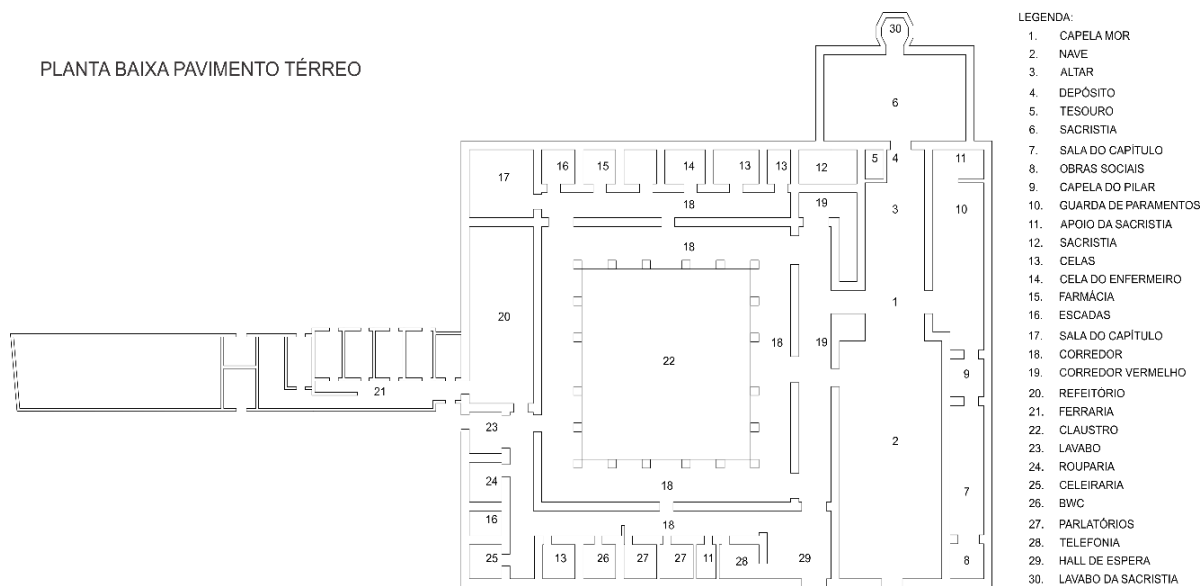 PLANTA BAIXA PAVIMENTO TÉRREO
30
6
17
16
15
14
13
13
12
5
4
11
18
19
3
10
18
1
20
22
18
19
9
21
2
23
24
18
7
16
18
25
13
26
27
27
11
28
29
8
LEGENDA:
1. CAPELA MOR
2. NAVE
3. ALTAR
4. DEPÓSITO
5. TESOURO
6. SACRISTIA
7. SALA DO CAPÍTULO
8. OBRAS SOCIAIS
9. CAPELA DO PILAR
10. GUARDA DE PARAMENTOS
11. APOIO DA SACRISTIA
12. SACRISTIA
13. CELAS
14. CELA DO ENFERMEIRO
15. FARMÁCIA
16. ESCADAS
17. SALA DO CAPÍTULO
18. CORREDOR
19. CORREDOR VERMELHO
20. REFEITÓRIO
21. FERRARIA
22. CLAUSTRO
23. LAVABO
24. ROUPARIA
25. CELEIRARIA
26. BWC
27. PARLATÓRIOS
28. TELEFONIA
29. HALL DE ESPERA
30. LAVABO DA SACRISTIA